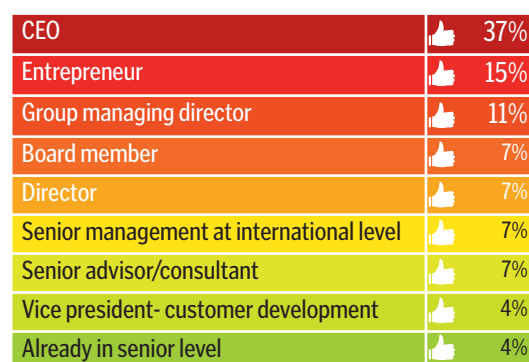 CEO 37%
Entrepreneur 15%
Group managing director 11%
Board member 7%
Director 7%
Senior management at international level 7%
Senior advisor/consultant 7%
Vice president- customer development 4%
Already in senior level 4%